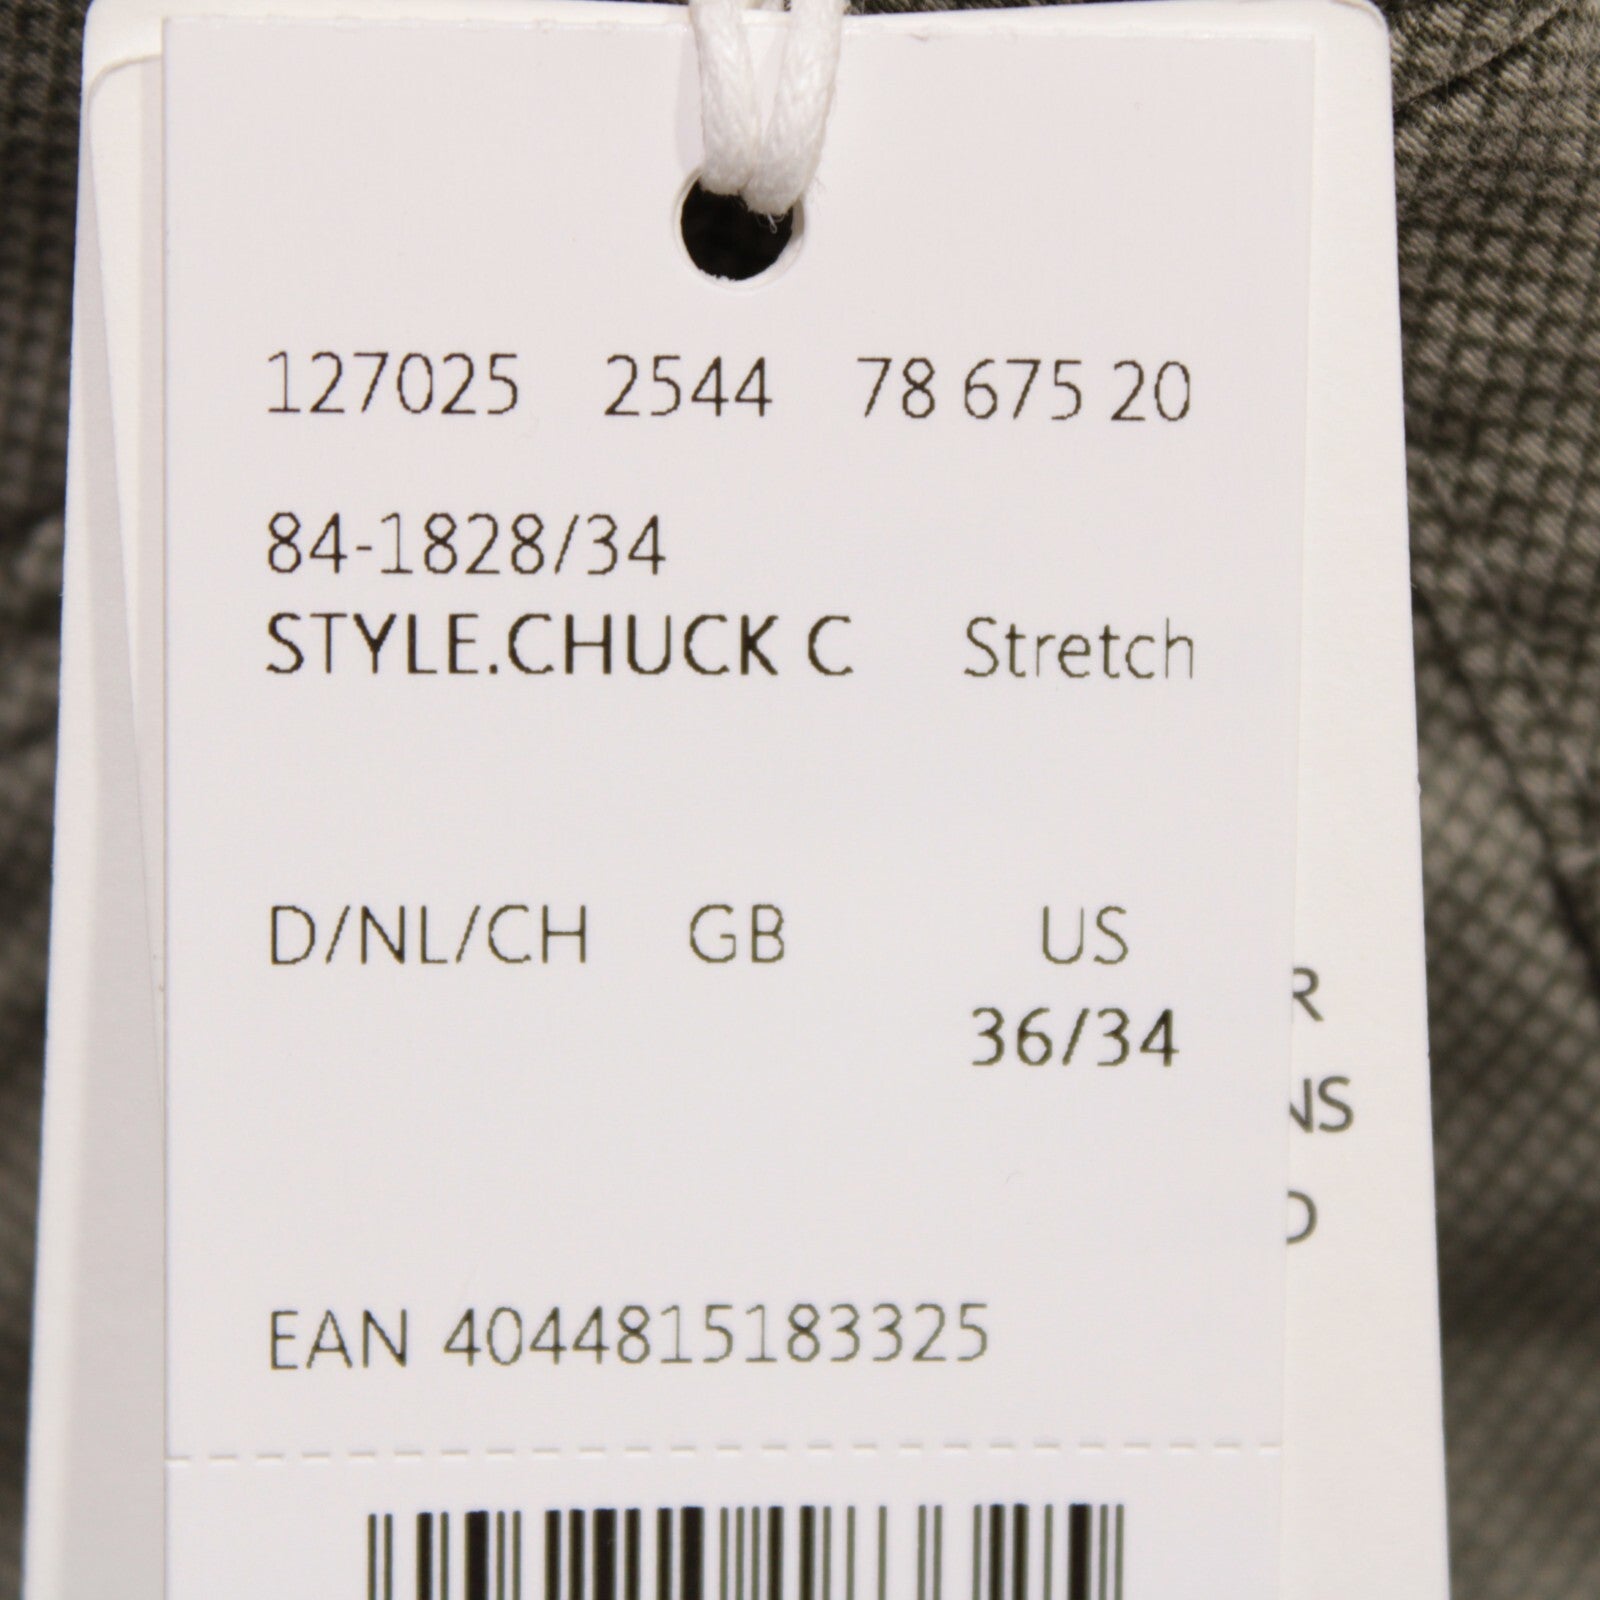 127025 2544 78 675 20
84-1828/34
STYLE.CHUCK C Stretch
D/NL/CH GB US
36/34
EAN 4044815183325